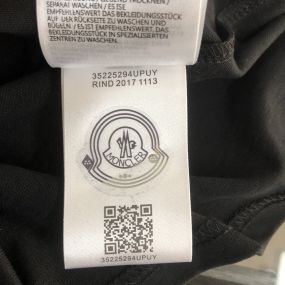 SEPARAT WASCHEN / ES IST
EMPFEHLENSWERT DAS BEKLEIDUNGSSTÜCK
AUF DER RÜCKSEITE ZU WASCHEN UND
BÜGELN / ES IST
EMPFEHLENSWERT DAS
BEKLEIDUNGSSTÜCK IN SPEZIALISIERTEN
ZENTREN ZU
35225294UPUY
RIND 2017 1113
MONCLER
35225294UPUY